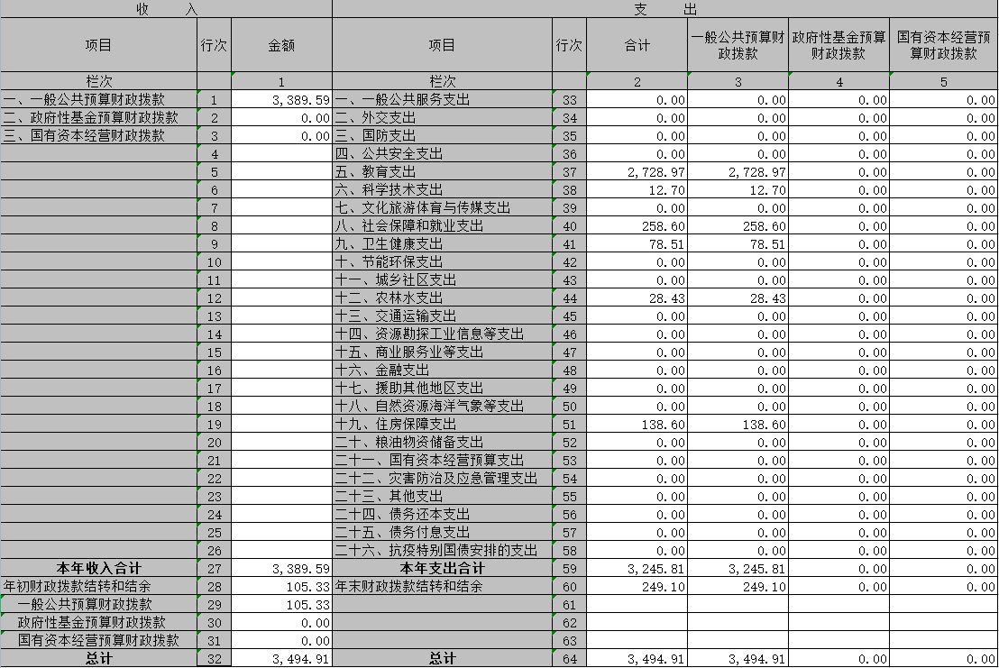 收 入 支 出
项目 行次 金额 项目 行次 合计 一般公共预算财政拨款 政府性基金预算财政拨款 国有资本经营预算财政拨款
栏次 1 栏次 2 3 4 5
一、一般公共预算财政拨款 1 3,389.59 一、一般公共服务支出 33 0.00 0.00 0.00 0.00
二、政府性基金预算财政拨款 2 0.00 二、外交支出 34 0.00 0.00 0.00 0.00
三、国有资本经营财政拨款 3 0.00 三、国防支出 35 0.00 0.00 0.00 0.00
4 四、公共安全支出 36 0.00 0.00 0.00 0.00
5 五、教育支出 37 2,728.97 2,728.97 0.00 0.00
6 六、科学技术支出 38 12.70 12.70 0.00 0.00
7 七、文化旅游体育与传媒支出 39 0.00 0.00 0.00 0.00
8 八、社会保障和就业支出 40 258.60 258.60 0.00 0.00
9 九、卫生健康支出 41 78.51 78.51 0.00 0.00
10 十、节能环保支出 42 0.00 0.00 0.00 0.00
11 十一、城乡社区支出 43 0.00 0.00 0.00 0.00
12 十二、农林水支出 44 28.43 28.43 0.00 0.00
13 十三、交通运输支出 45 0.00 0.00 0.00 0.00
14 十四、资源勘探工业信息等支出 46 0.00 0.00 0.00 0.00
15 十五、商业服务业等支出 47 0.00 0.00 0.00 0.00
16 十六、金融支出 48 0.00 0.00 0.00 0.00
17 十七、援助其他地区支出 49 0.00 0.00 0.00 0.00
18 十八、自然资源海洋气象等支出 50 0.00 0.00 0.00 0.00
19 十九、住房保障支出 51 138.60 138.60 0.00 0.00
20 二十、粮油物资储备支出 52 0.00 0.00 0.00 0.00
21 二十一、国有资本经营预算支出 53 0.00 0.00 0.00 0.00
22 二十二、灾害防治及应急管理支出 54 0.00 0.00 0.00 0.00
23 二十三、其他支出 55 0.00 0.00 0.00 0.00
24 二十四、债务还本支出 56 0.00 0.00 0.00 0.00
25 二十五、债务付息支出 57 0.00 0.00 0.00 0.00
26 二十六、抗疫特别国债安排的支出 58 0.00 0.00 0.00 0.00
本年收入合计 27 3,389.59 本年支出合计 59 3,245.81 3,245.81 0.00 0.00
年初财政拨款结转和结余 28 105.33 年末财政拨款结转和结余 60 249.10 249.10 0.00 0.00
一般公共预算财政拨款 29 105.33 61
政府性基金预算财政拨款 30 0.00 62
国有资本经营预算财政拨款 31 0.00 63
总计 32 3,494.91 总计 64 3,494.91 3,494.91 0.00 0.00